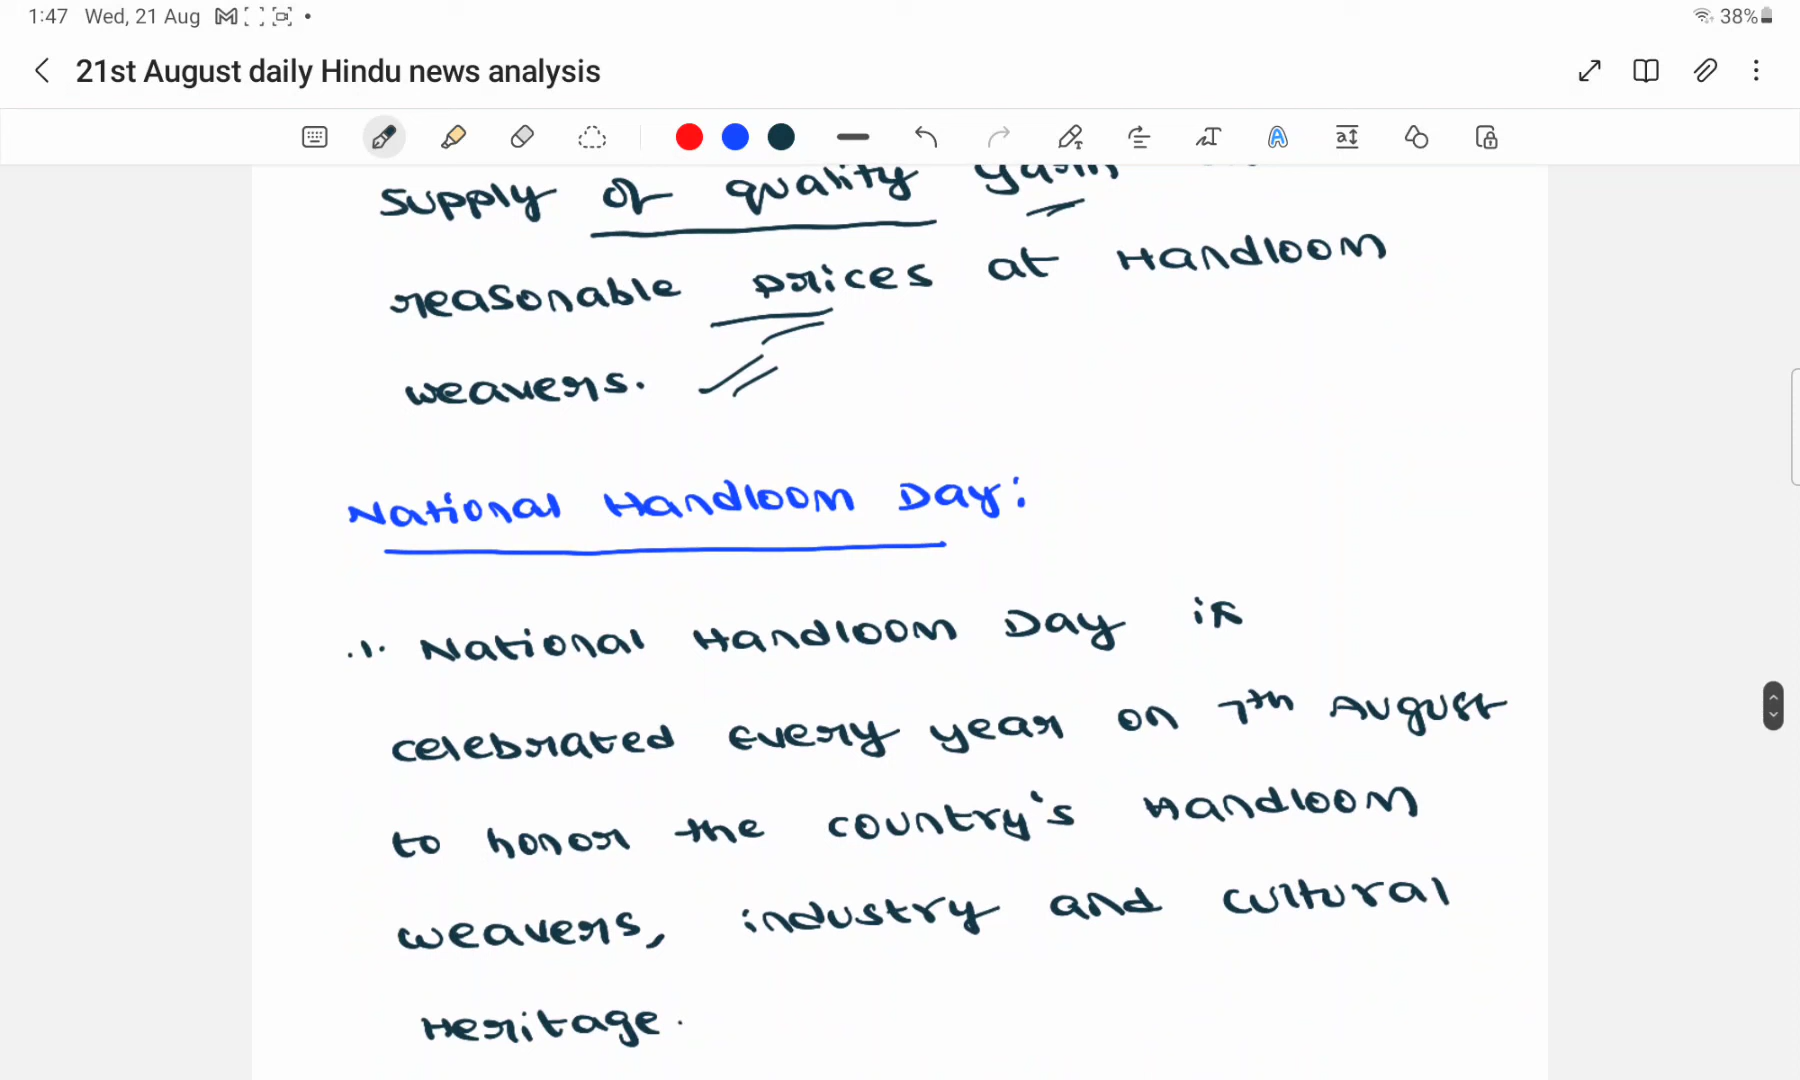 1:47 Wed, 21 Aug
38%
21st August daily Hindu news analysis
supply of quality yarn
reasonable prices at Handloom
weavers.
National Handloom Day:
.1. National Handloom Day is
celebrated every year on 7th August
to honor the country's Handloom
weavers, industry and cultural
Heritage.